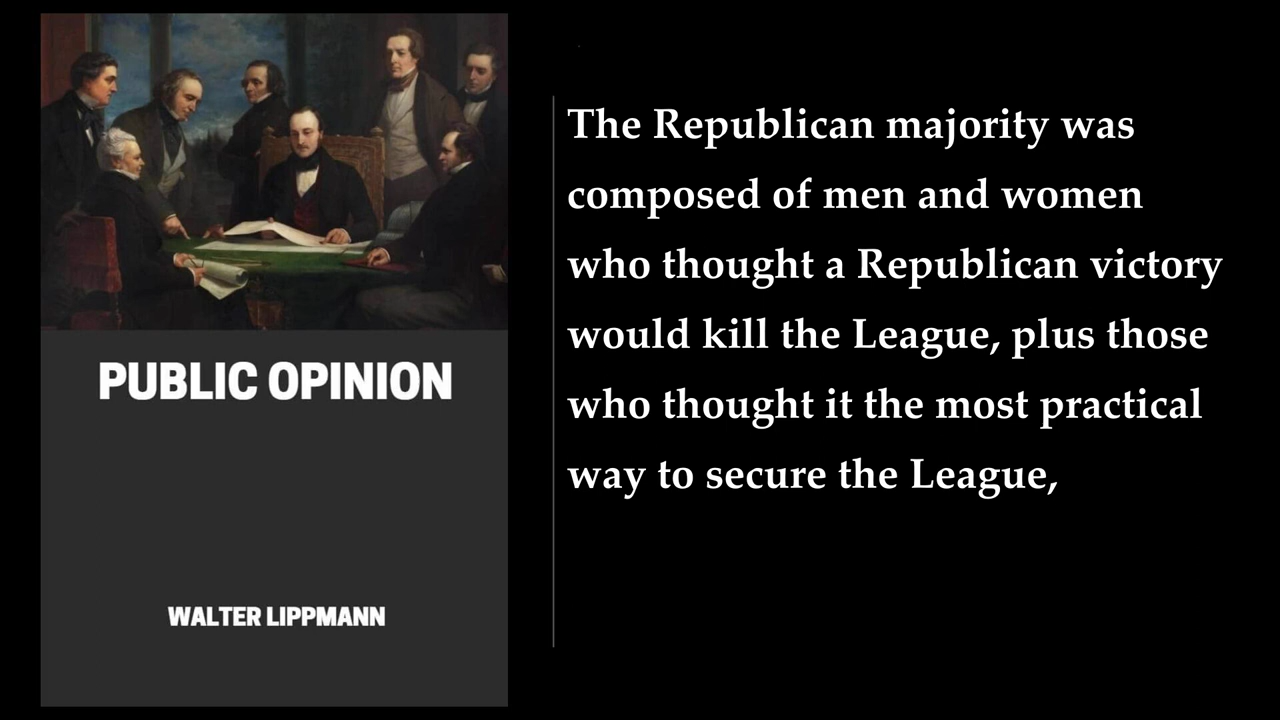 PUBLIC OPINION
WALTER LIPPMANN
The Republican majority was
composed of men and women
who thought a Republican victory
would kill the League, plus those
who thought it the most practical
way to secure the League,